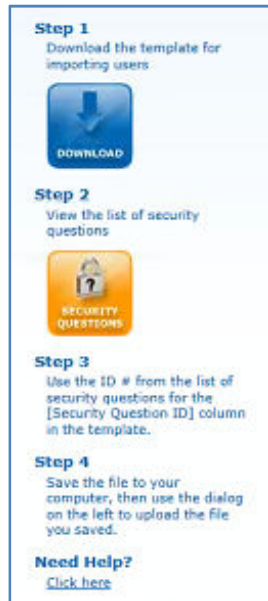 Step 1
Download the template for
importing users
DOWNLOAD
Step 2
View the list of security
questions
?
SECURITY
QUESTIONS
Step 3
Use the ID # from the list of
security questions for the
[Security Question ID] column
in the template.
Step 4
Save the file to your
computer, then use the dialog
on the left to upload the file
you saved.
Need Help?
Click here